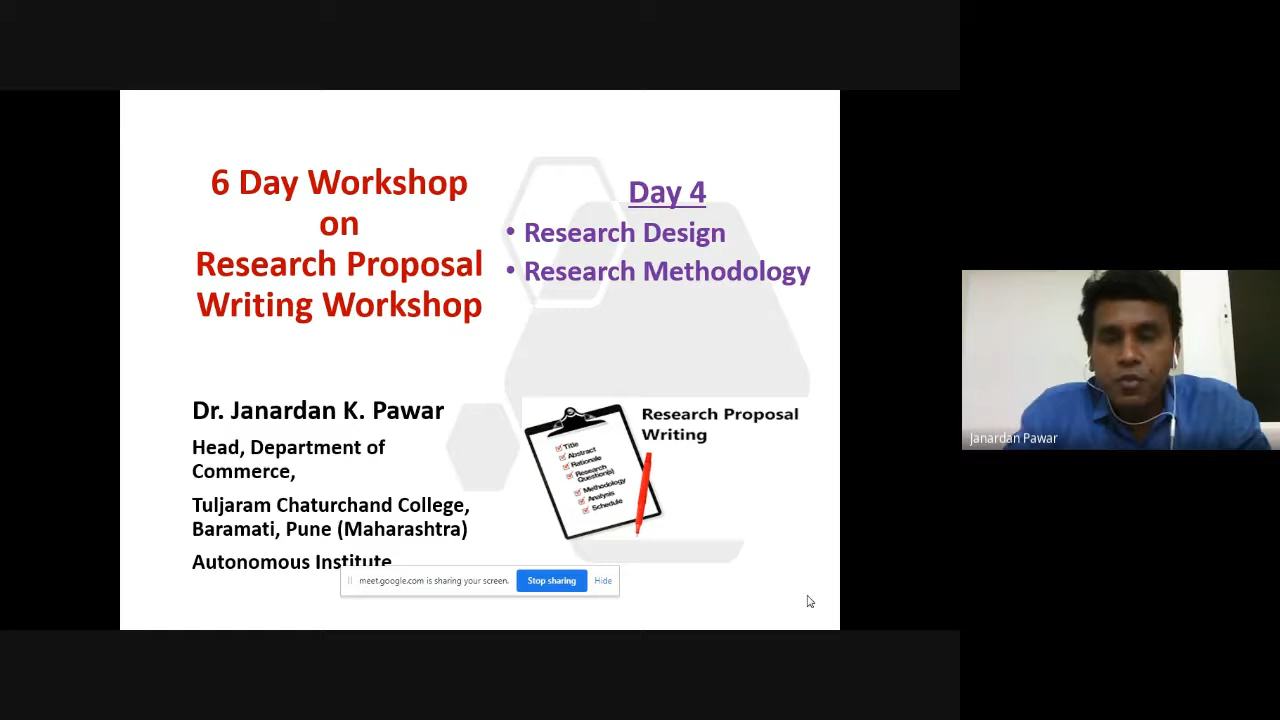 6 Day Workshop
on
Research Proposal
Writing Workshop
Day 4
• Research Design
• Research Methodology
Dr. Janardan K. Pawar
Head, Department of
Commerce,
Tuljaram Chaturchand College,
Baramati, Pune (Maharashtra)
Autonomous Institute
Research Proposal
Writing
Title
Abstract
Rationale
Research
Question(s)
Methodology
Analysis
Schedule
meet.google.com is sharing your screen.
Stop sharing
Hide
Janardan Pawar